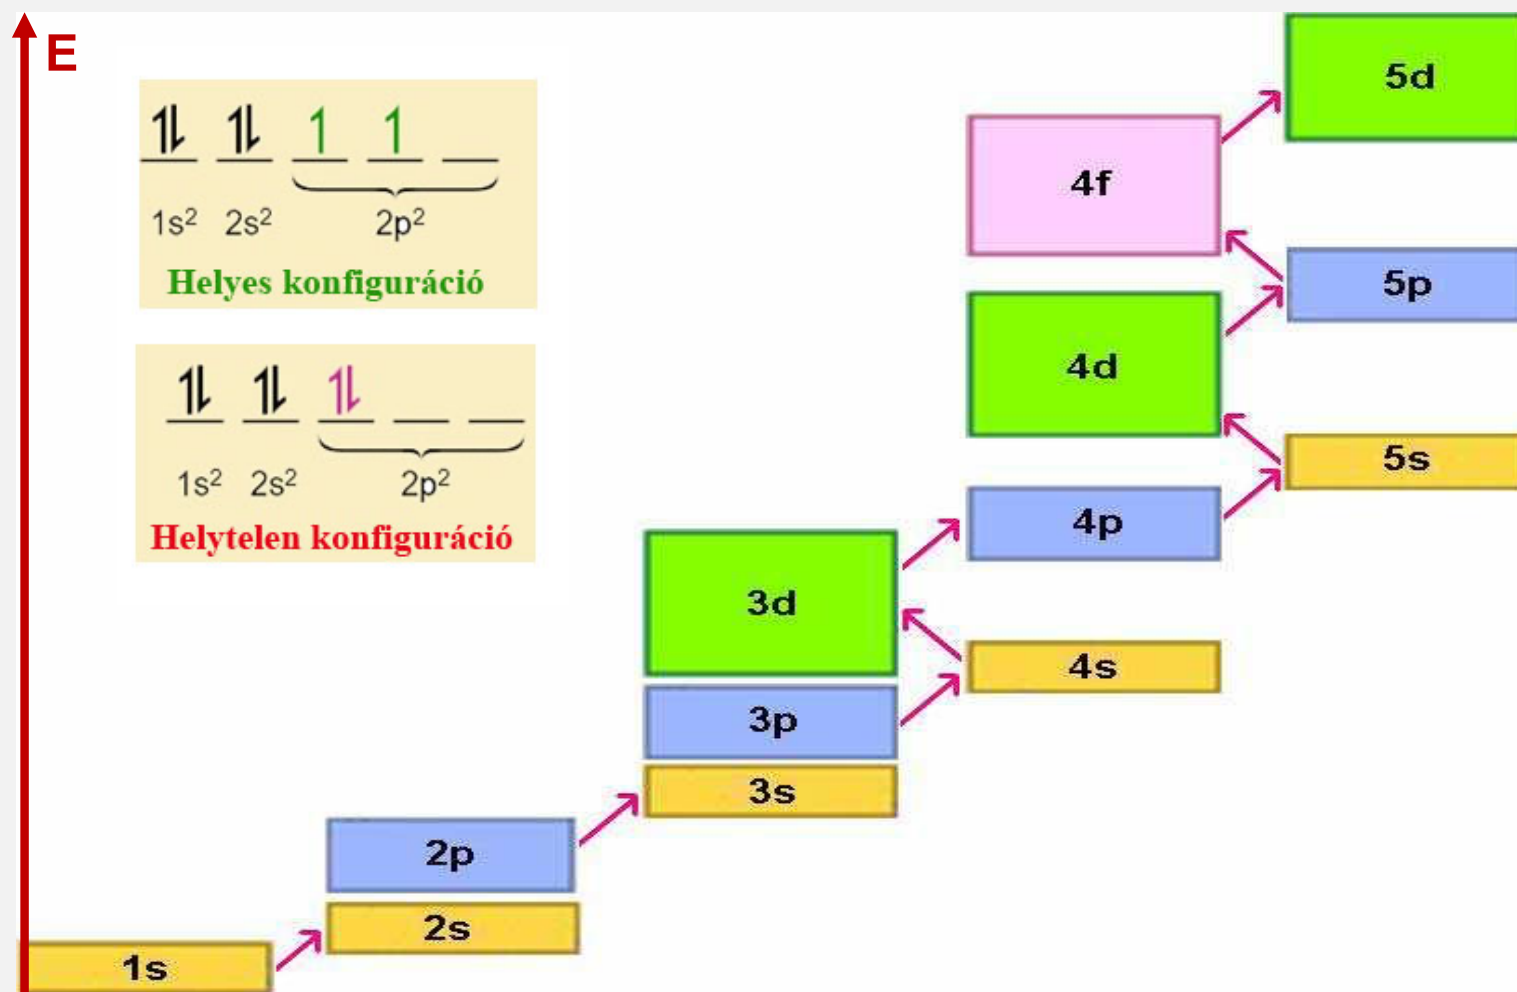 E
1s² 2s² 2p²
Helyes konfiguráció
1s² 2s² 2p²
Helytelen konfiguráció
5d
4f
5p
4d
5s
4p
3d
4s
3p
3s
2p
2s
1s